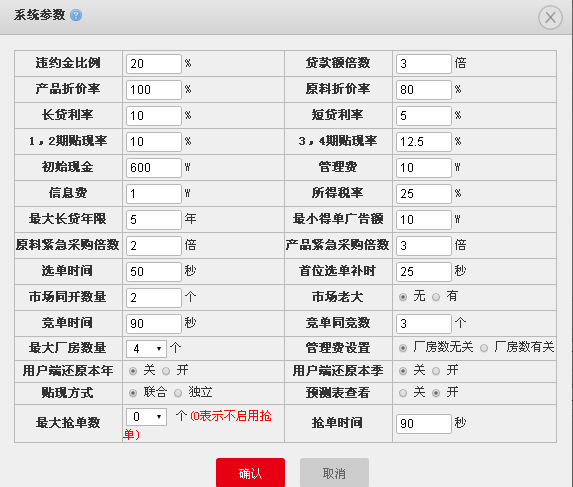 系统参数 ?
违约金比例 20 % 贷款额倍数 3 倍
产品折价率 100 % 原料折价率 80 %
长贷利率 10 % 短贷利率 5 %
1，2期贴现率 10 % 3，4期贴现率 12.5 %
初始现金 600 W 管理费 10 W
信息费 1 W 所得税率 25 %
最大长贷年限 5 年 最小得单广告额 10 W
原料紧急采购倍数 2 倍 产品紧急采购倍数 3 倍
选单时间 50 秒 首位选单补时 25 秒
市场同开数量 2 个 市场老大 无 有
竞单时间 90 秒 竞单同竞数 3 个
最大厂房数量 4 个 管理费设置 厂房数无关 厂房数有关
用户端还原本年 关 开 用户端还原本季 关 开
贴现方式 联合 独立 预测表查看 关 开
最大抢单数 0 个(0表示不启用抢 抢单时间 90 秒
单)
确认 取消